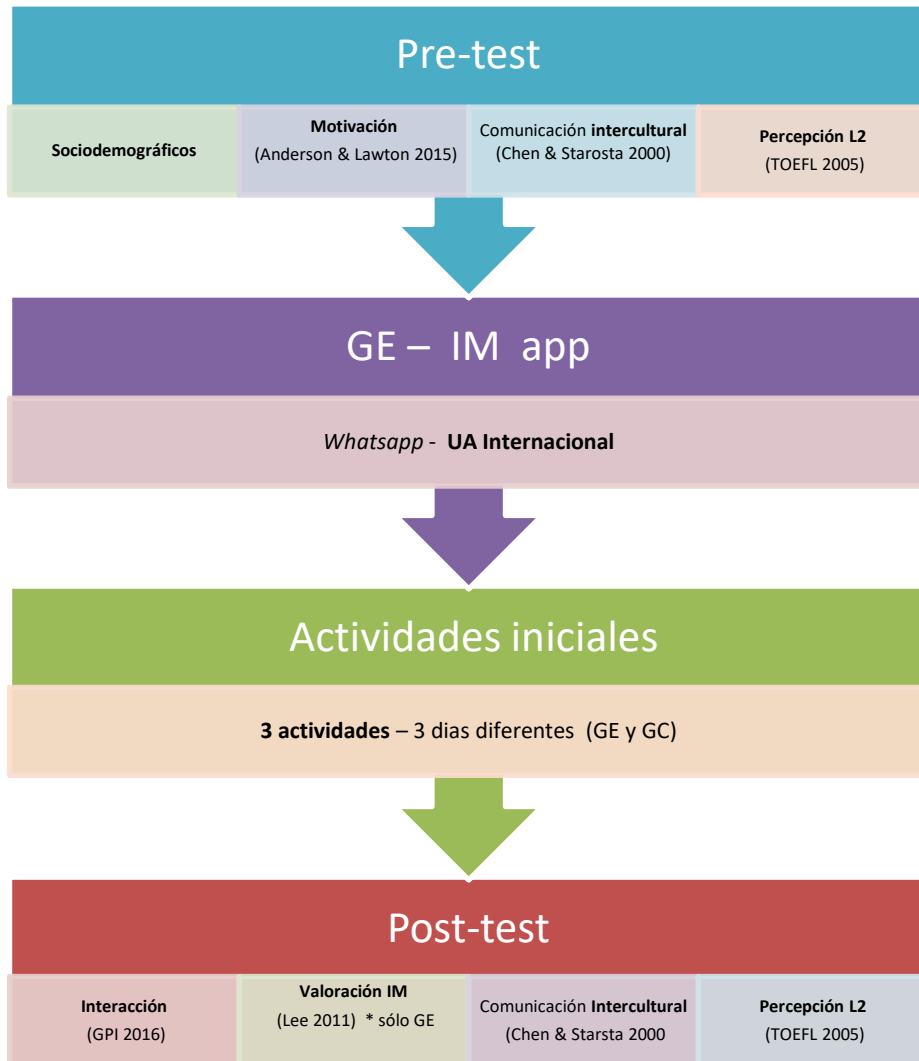 Pre-test
Sociodemográficos
Motivación
(Anderson & Lawton 2015)
Comunicación intercultural
(Chen & Starosta 2000)
Percepción L2
(TOEFL 2005)
GE – IM app
Whatsapp - UA Internacional
Actividades iniciales
3 actividades – 3 dias diferentes (GE y GC)
Post-test
Interacción
(GPI 2016)
Valoración IM
(Lee 2011) * sólo GE
Comunicación Intercultural
(Chen & Starsta 2000
Percepción L2
(TOEFL 2005)